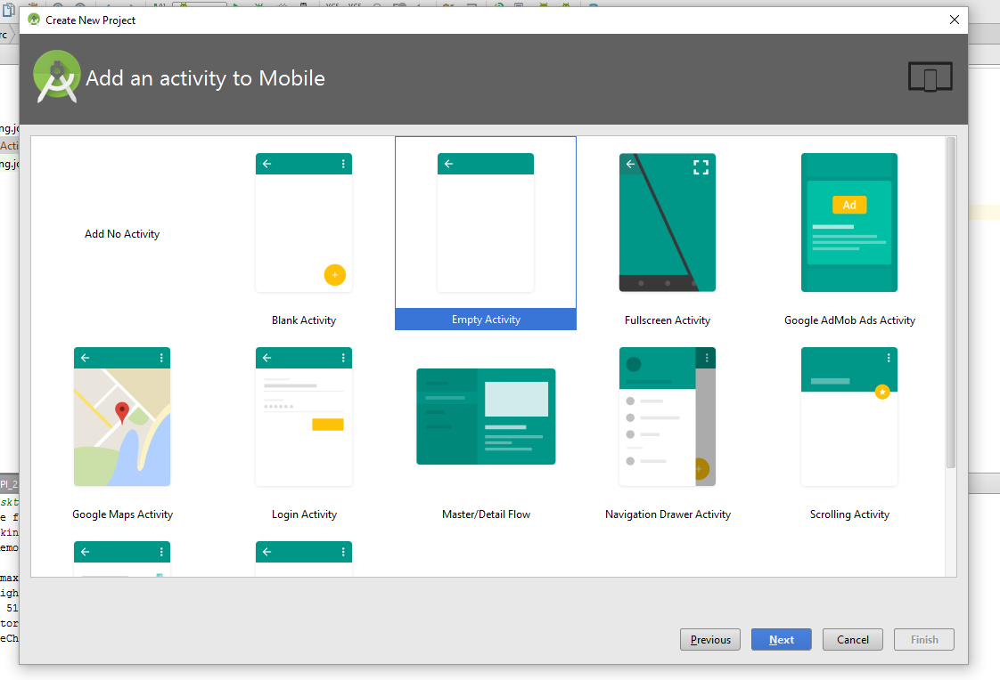 Create New Project
Add an activity to Mobile
Add No Activity
Blank Activity
Empty Activity
Fullscreen Activity
Ad
Google AdMob Ads Activity
Google Maps Activity
Login Activity
Master/Detail Flow
Navigation Drawer Activity
Scrolling Activity
Previous
Next
Cancel
Finish